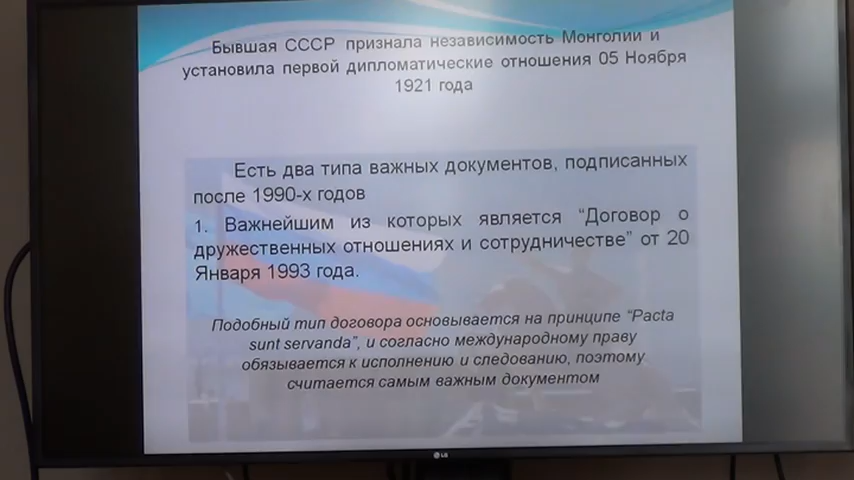 Бывшая СССР признала независимость Монголии и
установила первой дипломатические отношения 05 Ноября
1921 года
Есть два типа важных документов, подписанных
после 1990-х годов
1. Важнейшим из которых является “Договор о
дружественных отношениях и сотрудничестве” от 20
Января 1993 года.
Подобный тип договора основывается на принципе “Pacta
sunt servanda”, и согласно международному праву
обязывается к исполнению и следованию, поэтому
считается самым важным документом
LG